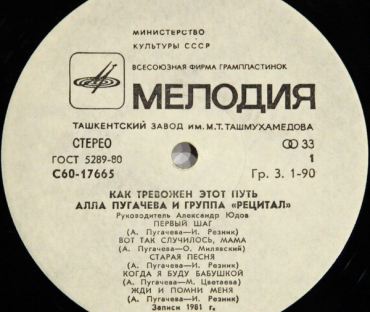 МИНИСТЕРСТВО
КУЛЬТУРЫ СССР
ВСЕСОЮЗНАЯ ФИРМА ГРАМПЛАСТИНОК
МЕЛОДИЯ
ТАШКЕНТСКИЙ ЗАВОД ИМ. М.Т. ТАШМУХАМЕДОВА
СТЕРЕО 33
ГОСТ 5289-80 1
С60-17665 Гр. 3. 1-90
КАК ТРЕВОЖЕН ЭТОТ ПУТЬ
АЛЛА ПУГАЧЕВА И ГРУППА «РЕЦИТАЛ»
Руководитель Александр Юдов
ПЕРВЫЙ ШАГ
(А. Пугачева—И. Резник)
ВОТ ТАК СЛУЧИЛОСЬ, МАМА
(А. Пугачева—О. Милявский)
СТАРАЯ ПЕСНЯ
(А. Пугачева—И. Резник)
КОГДА Я БУДУ БАБУШКОЙ
(А. Пугачева—М. Цветаева)
ЖДИ И ПОМНИ МЕНЯ
(А. Пугачева—И. Резник)
Записи 1981 г.